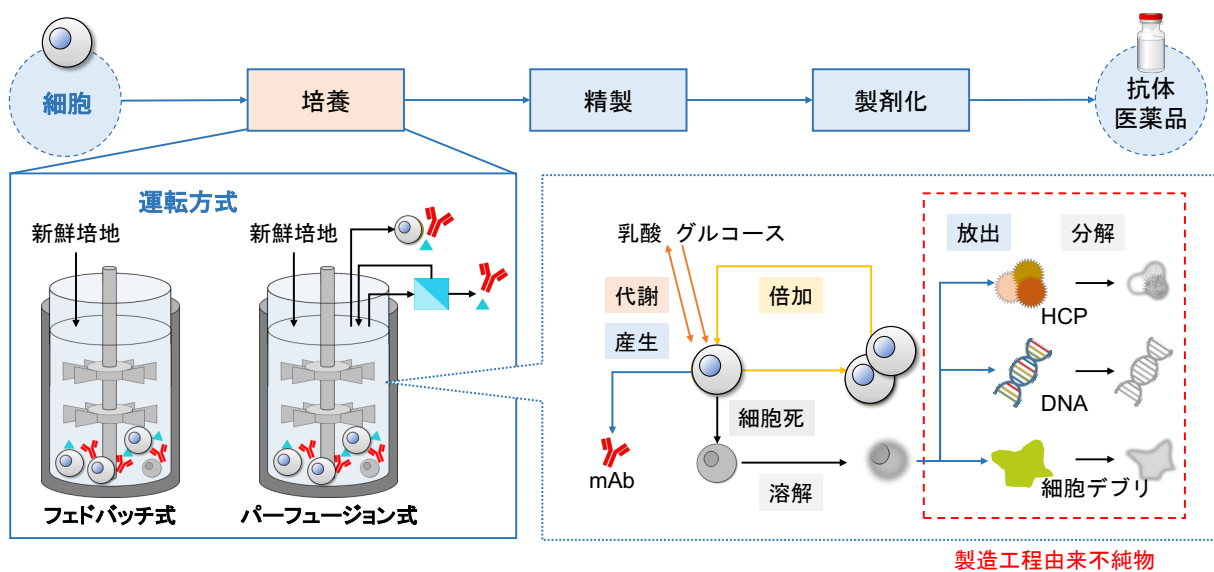 細胞
培養
精製
製剤化
抗体
医薬品
運転方式
新鮮培地
新鮮培地
フェドバッチ式
パーフュージョン式
乳酸
グルコース
代謝
産生
倍加
細胞死
溶解
mAb
放出
分解
HCP
DNA
細胞デブリ
製造工程由来不純物